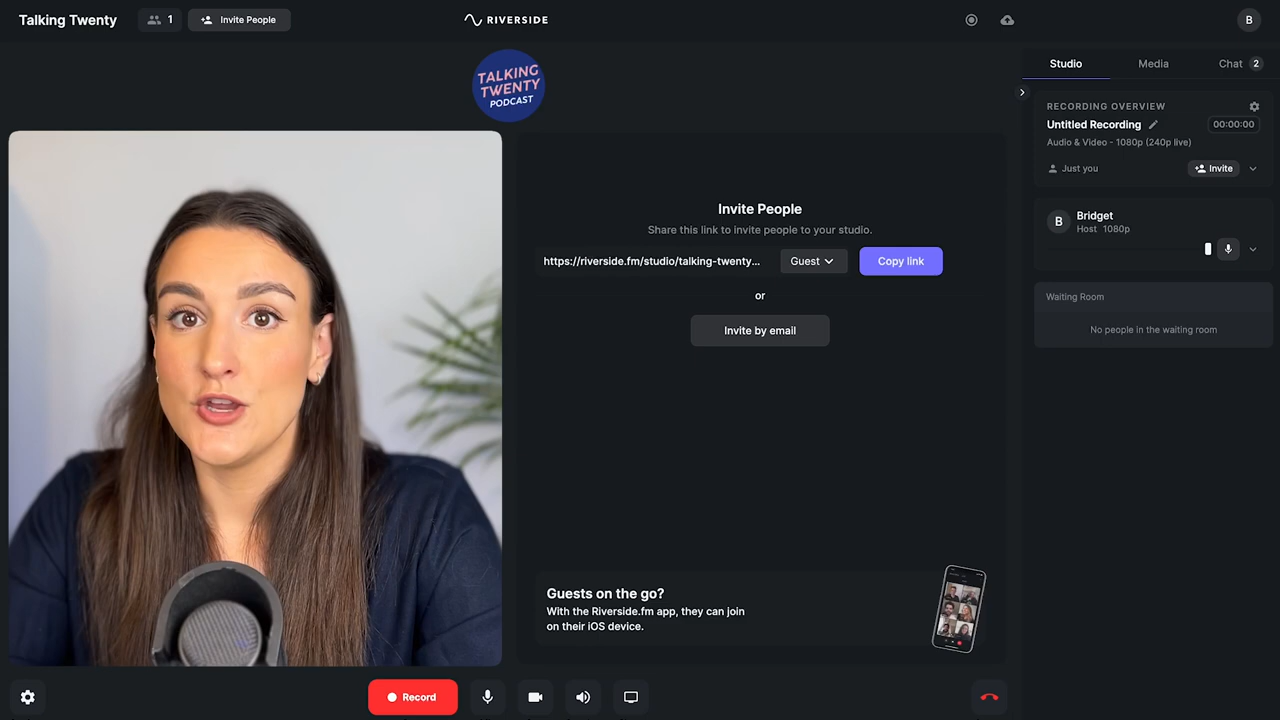 Talking Twenty
1
Invite People
RIVERSIDE
B
TALKING
TWENTY
PODCAST
Studio
Media
Chat 2
RECORDING OVERVIEW
Untitled Recording
00:00:00
Audio & Video - 1080p (240p live)
Just you
Invite
B
Bridget
Host 1080p
Waiting Room
No people in the waiting room
Invite People
Share this link to invite people to your studio.
https://riverside.fm/studio/talking-twenty...
Guest
Copy link
or
Invite by email
Guests on the go?
With the Riverside.fm app, they can join
on their iOS device.
Record